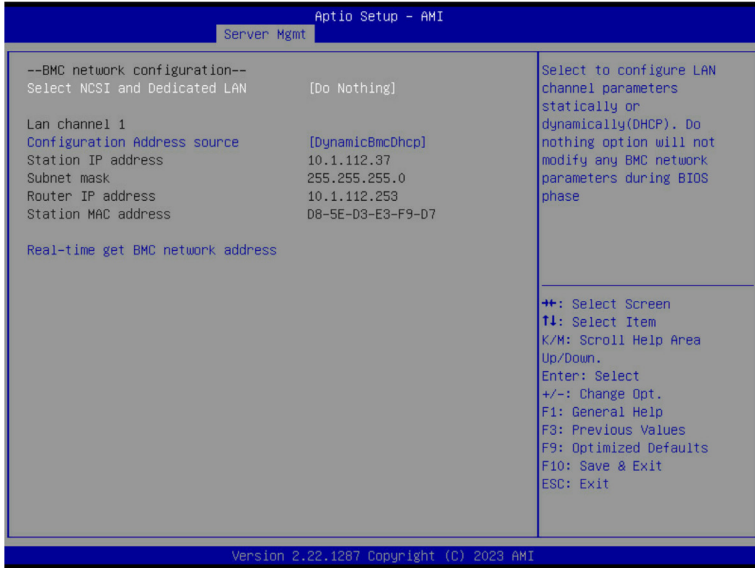 Aptio Setup - AMI
Server Mgmt
--BMC network configuration--
Select NCSI and Dedicated LAN [Do Nothing]
Lan channel 1
Configuration Address source [DynamicBmcDhcp]
Station IP address 10.1.112.37
Subnet mask 255.255.255.0
Router IP address 10.1.112.253
Station MAC address D8-5E-D3-E3-F9-D7
Real-time get BMC network address
Select to configure LAN
channel parameters
statically or
dynamically(DHCP). Do
nothing option will not
modify any BMC network
parameters during BIOS
phase
→←: Select Screen
↑↓: Select Item
K/M: Scroll Help Area
Up/Down.
Enter: Select
+/-: Change Opt.
F1: General Help
F3: Previous Values
F9: Optimized Defaults
F10: Save & Exit
ESC: Exit
Version 2.22.1287 Copyright (C) 2023 AMI